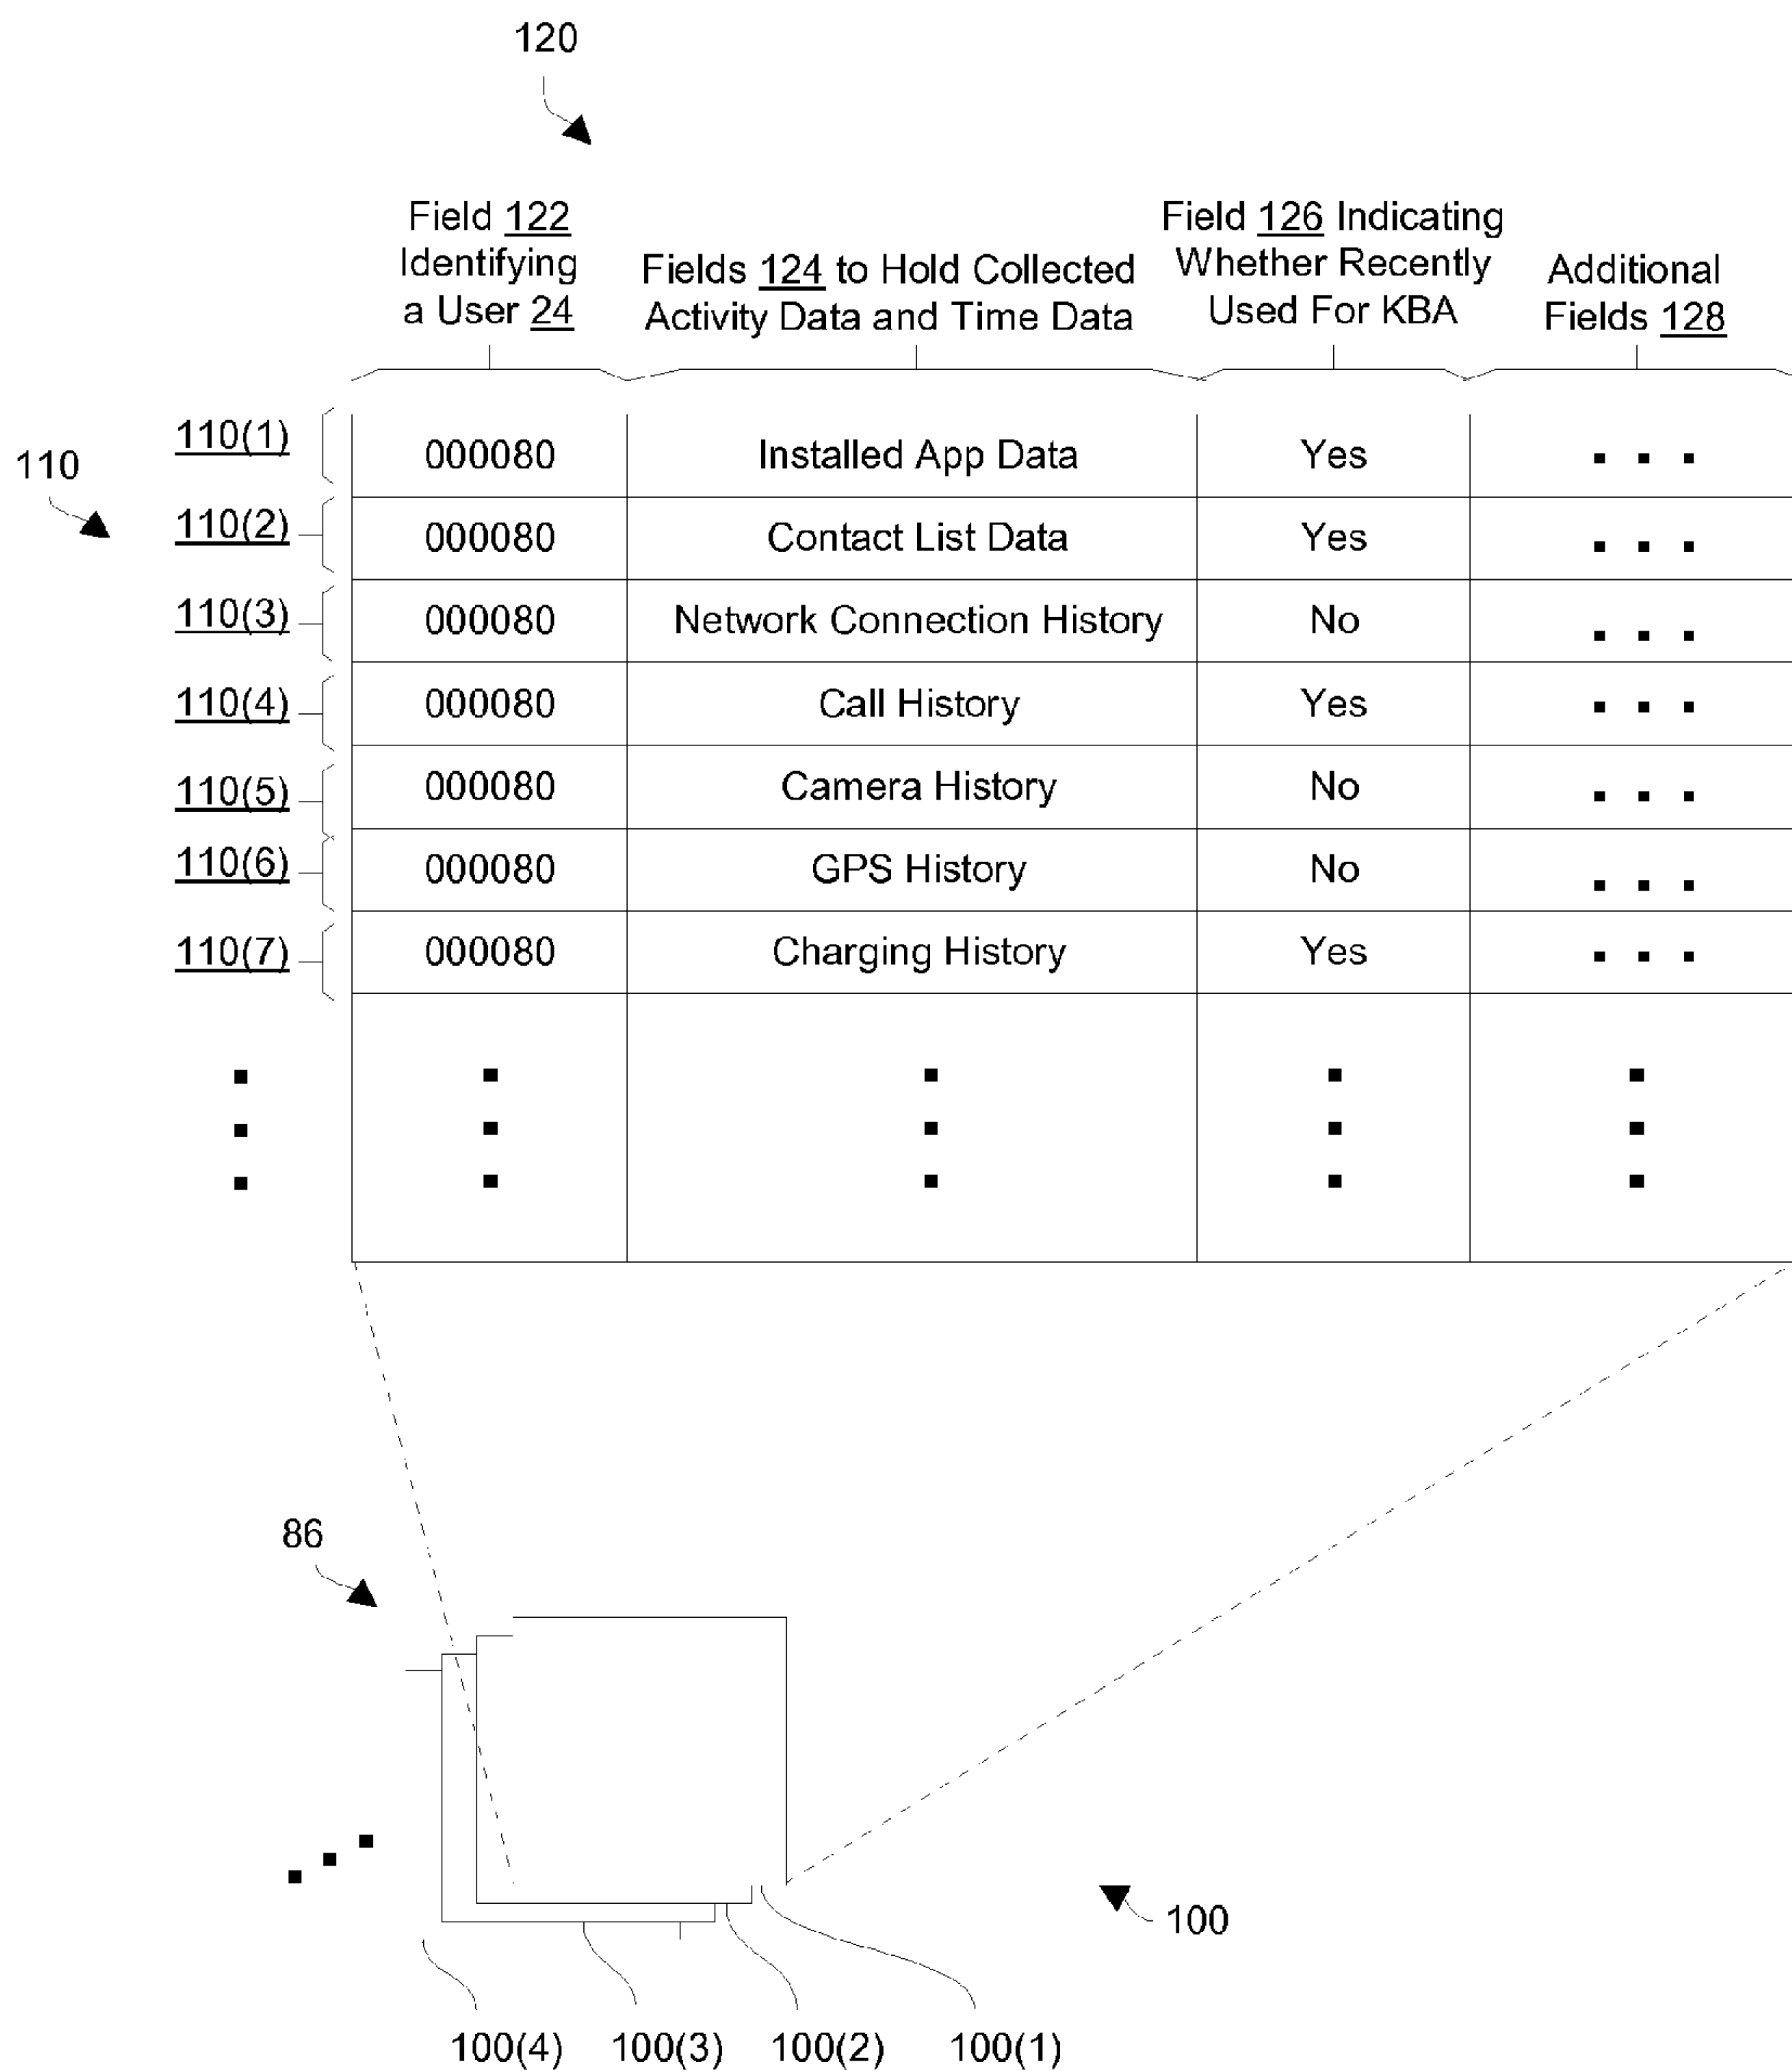 120
Field 122
Identifying
a User 24
Fields 124 to Hold Collected
Activity Data and Time Data
Field 126 Indicating
Whether Recently
Used For KBA
Additional
Fields 128
110
110(1) 000080 Installed App Data Yes
110(2) 000080 Contact List Data Yes
110(3) 000080 Network Connection History No
110(4) 000080 Call History Yes
110(5) 000080 Camera History No
110(6) 000080 GPS History No
110(7) 000080 Charging History Yes
86
100
100(4) 100(3) 100(2) 100(1)